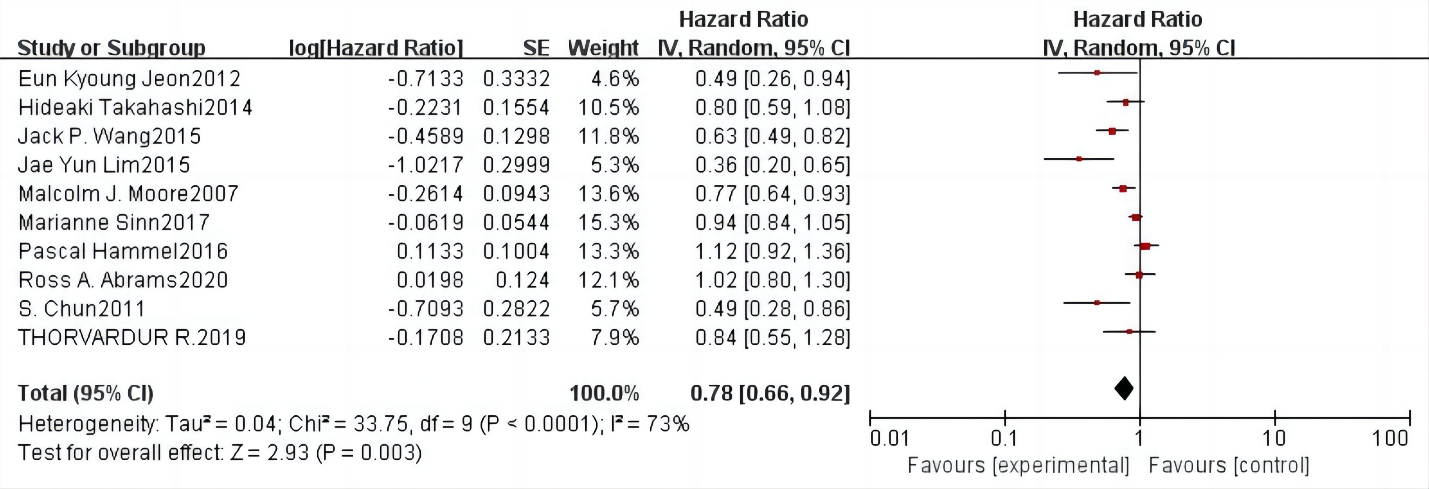 Hazard Ratio Hazard Ratio
Study or Subgroup log[Hazard Ratio] SE Weight IV, Random, 95% CI IV, Random, 95% CI
Eun Kyoung Jeon2012 -0.7133 0.3332 4.6% 0.49 [0.26, 0.94]
Hideaki Takahashi2014 -0.2231 0.1554 10.5% 0.80 [0.59, 1.08]
Jack P. Wang2015 -0.4589 0.1298 11.8% 0.63 [0.49, 0.82]
Jae Yun Lim2015 -1.0217 0.2999 5.3% 0.36 [0.20, 0.65]
Malcolm J. Moore2007 -0.2614 0.0943 13.6% 0.77 [0.64, 0.93]
Marianne Sinn2017 -0.0619 0.0544 15.3% 0.94 [0.84, 1.05]
Pascal Hammel2016 0.1133 0.1004 13.3% 1.12 [0.92, 1.36]
Ross A. Abrams2020 0.0198 0.124 12.1% 1.02 [0.80, 1.30]
S. Chun2011 -0.7093 0.2822 5.7% 0.49 [0.28, 0.86]
THORVARDUR R.2019 -0.1708 0.2133 7.9% 0.84 [0.55, 1.28]
Total (95% CI) 100.0% 0.78 [0.66, 0.92]
Heterogeneity: Tau² = 0.04; Chi² = 33.75, df = 9 (P < 0.0001); I² = 73%
Test for overall effect: Z = 2.93 (P = 0.003)
0.01 0.1 1 10 100
Favours [experimental] Favours [control]